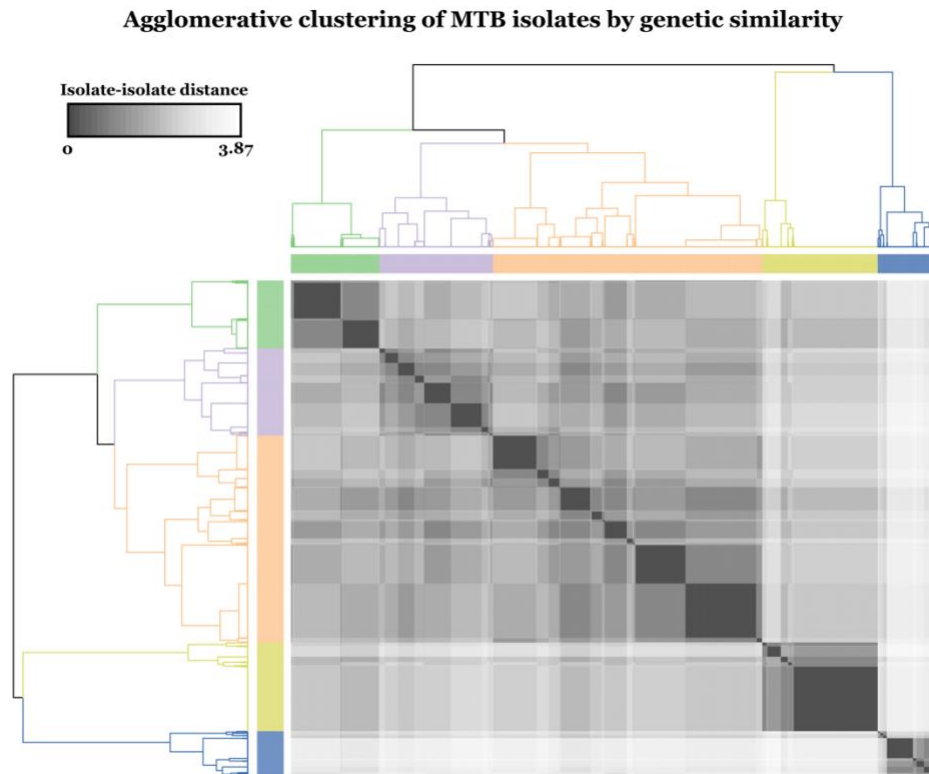 Agglomerative clustering of MTB isolates by genetic similarity
Isolate-isolate distance
0 3.87